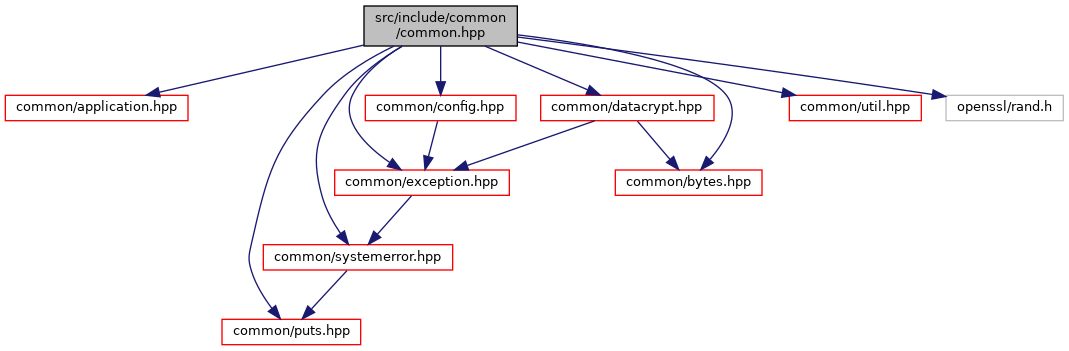 src/include/common
/common.hpp
common/application.hpp
common/config.hpp
common/datacrypt.hpp
common/util.hpp
openssl/rand.h
common/exception.hpp
common/bytes.hpp
common/systemerror.hpp
common/puts.hpp